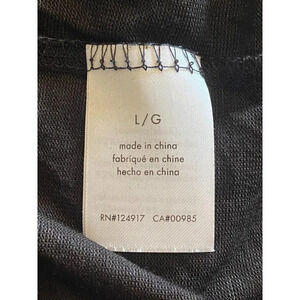 L/G
made in china
fabriqué en chine
hecho en china
RN#124917 CA#00985